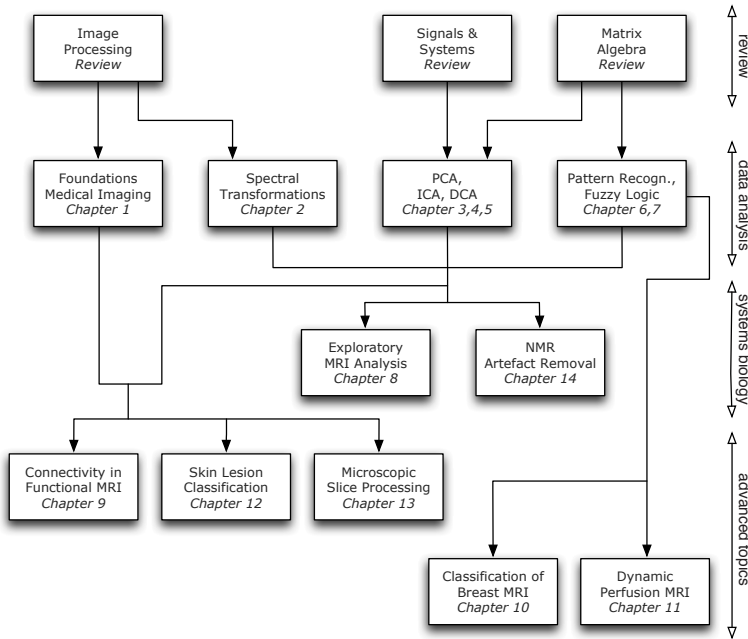 Image
Processing
Review
Signals &
Systems
Review
Matrix
Algebra
Review
review
Foundations
Medical Imaging
Chapter 1
Spectral
Transformations
Chapter 2
PCA,
ICA, DCA
Chapter 3,4,5
Pattern Recogn.,
Fuzzy Logic
Chapter 6,7
data analysis
Exploratory
MRI Analysis
Chapter 8
NMR
Artefact Removal
Chapter 14
systems biology
Connectivity in
Functional MRI
Chapter 9
Skin Lesion
Classification
Chapter 12
Microscopic
Slice Processing
Chapter 13
Classification of
Breast MRI
Chapter 10
Dynamic
Perfusion MRI
Chapter 11
advanced topics